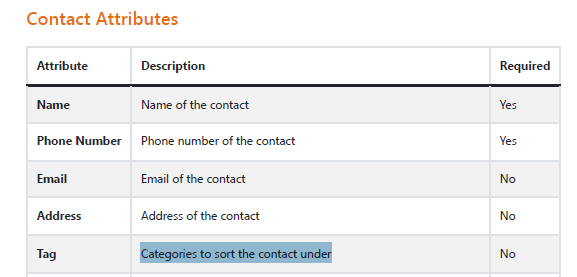 Contact Attributes
Attribute Description Required
Name Name of the contact Yes
Phone Number Phone number of the contact Yes
Email Email of the contact No
Address Address of the contact No
Tag Categories to sort the contact under No